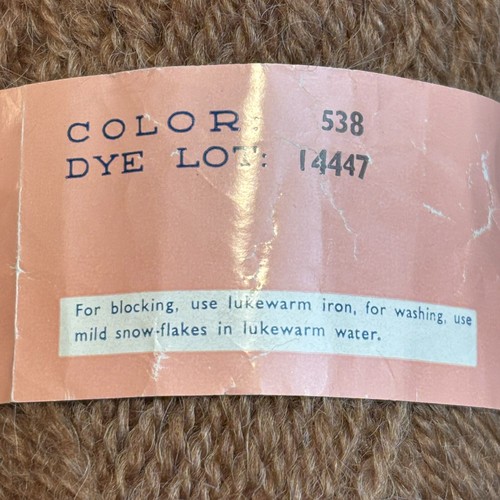 COLOR: 538
DYE LOT: 14447
For blocking, use lukewarm iron, for washing, use
mild snow-flakes in lukewarm water.